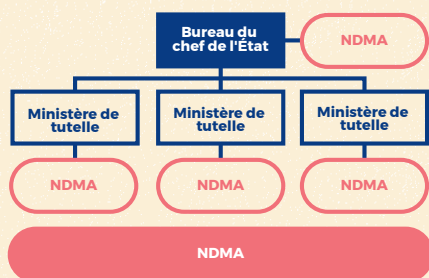 Bureau du
chef de l'État
NDMA
Ministère de
tutelle
Ministère de
tutelle
Ministère de
tutelle
NDMA
NDMA
NDMA
NDMA